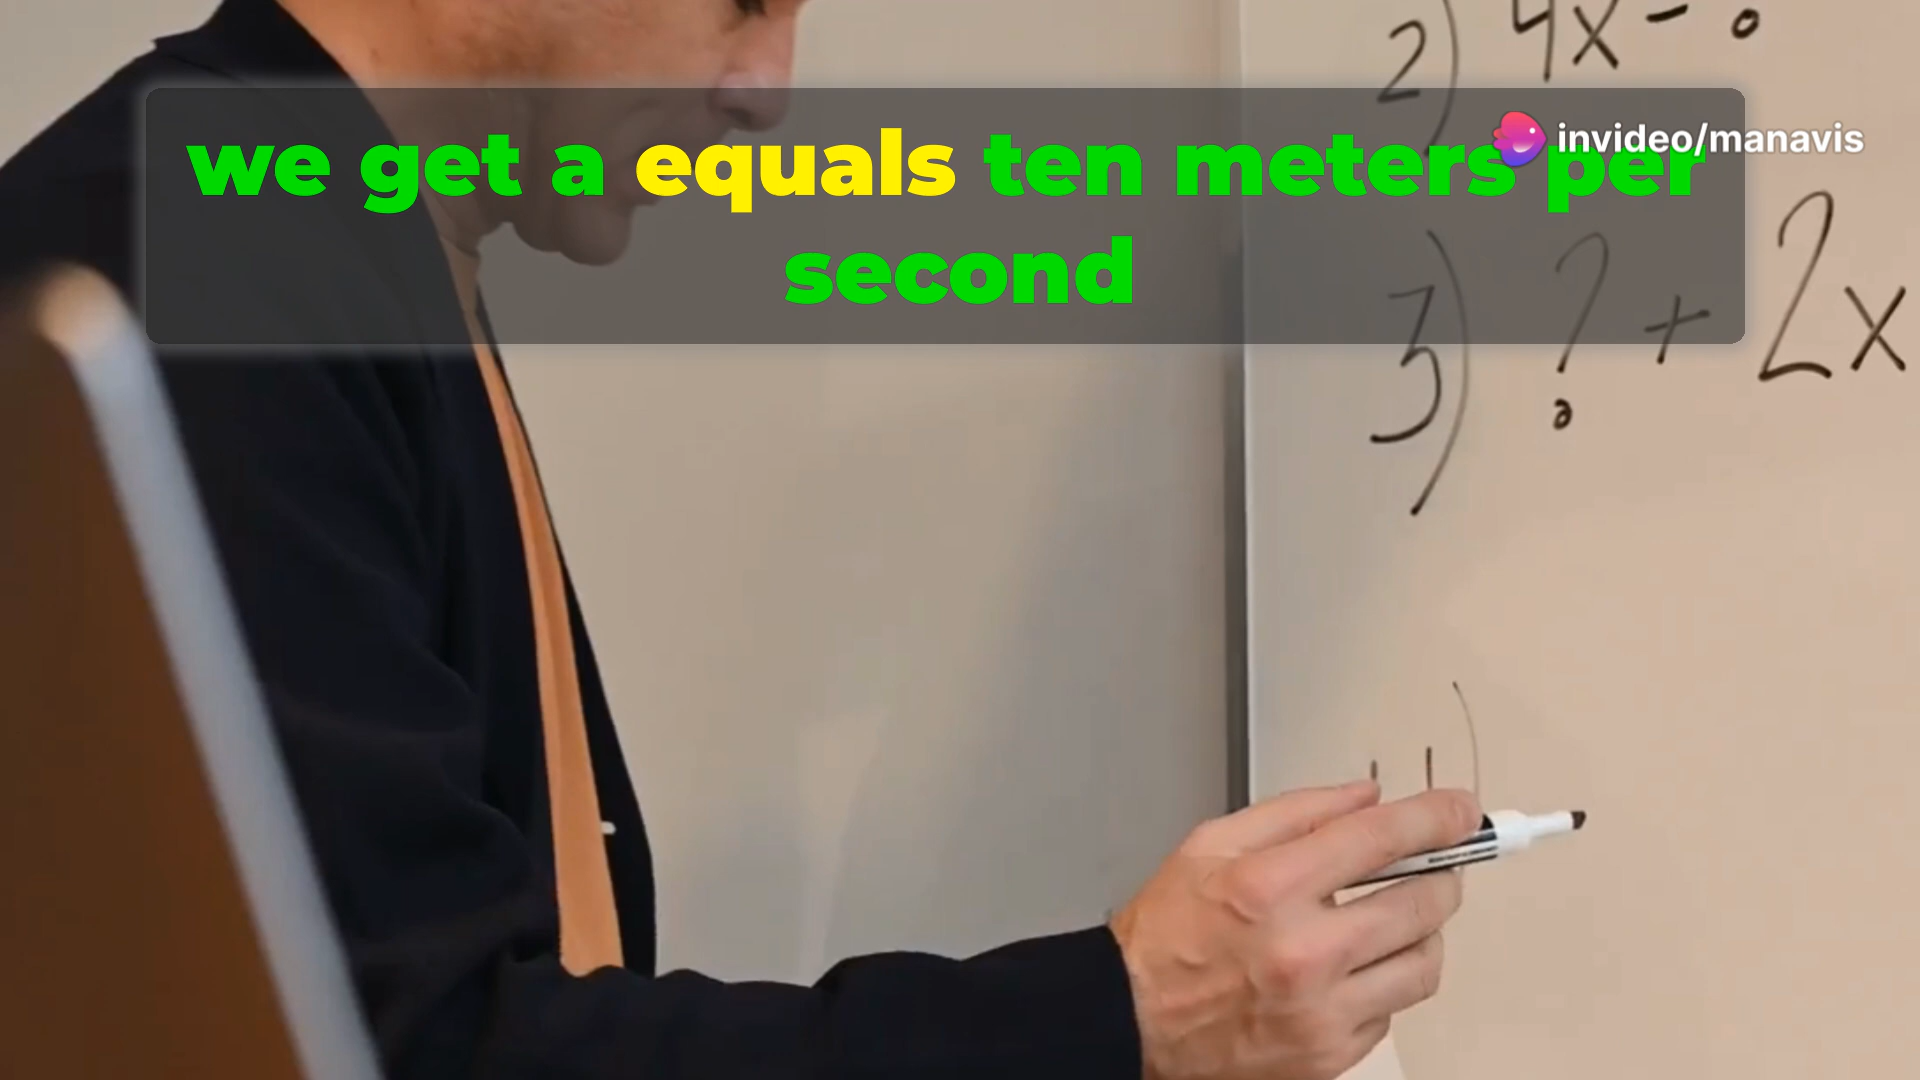 2) 4x -
invideo/manavis
we get a equals ten meters per
second
3) ? + 2x